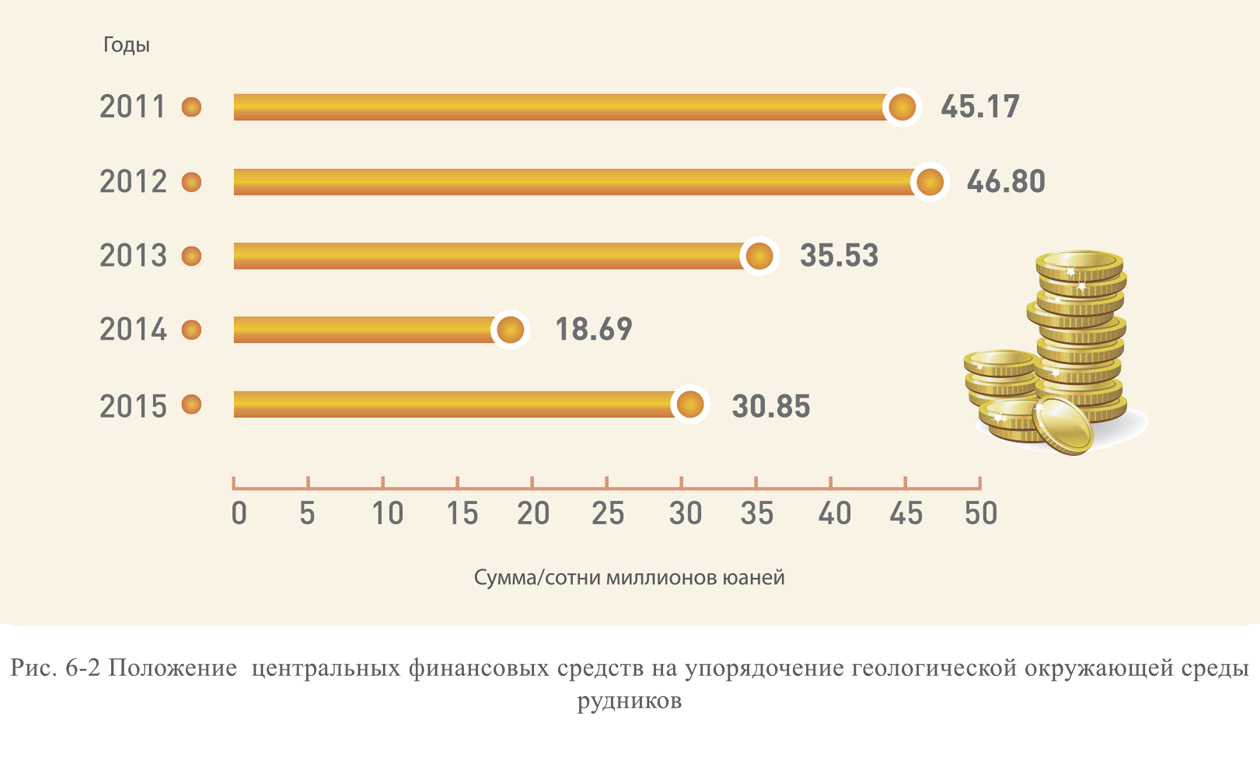 Годы
2011 45.17
2012 46.80
2013 35.53
2014 18.69
2015 30.85
0 5 10 15 20 25 30 35 40 45 50
Сумма/сотни миллионов юаней
Рис. 6-2 Положение центральных финансовых средств на упорядочение геологической окружающей среды
рудников